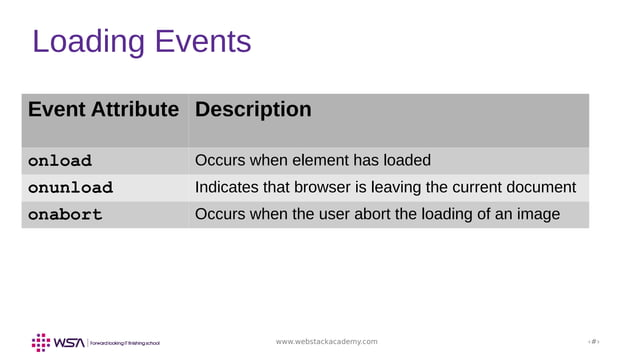 Loading Events
Event Attribute Description
onload Occurs when element has loaded
onunload Indicates that browser is leaving the current document
onabort Occurs when the user abort the loading of an image
WSA Forward looking IT finishing school
www.webstackacademy.com
‹#›